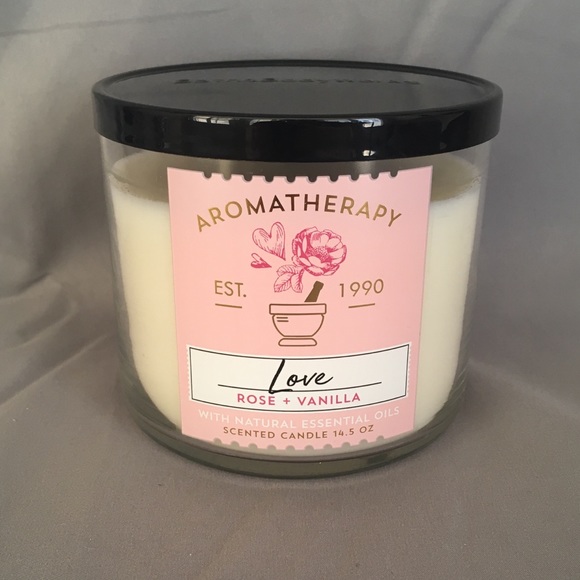 AROMATHERAPY
EST. 1990
Love
ROSE + VANILLA
WITH NATURAL ESSENTIAL OILS
SCENTED CANDLE 14.5 OZ